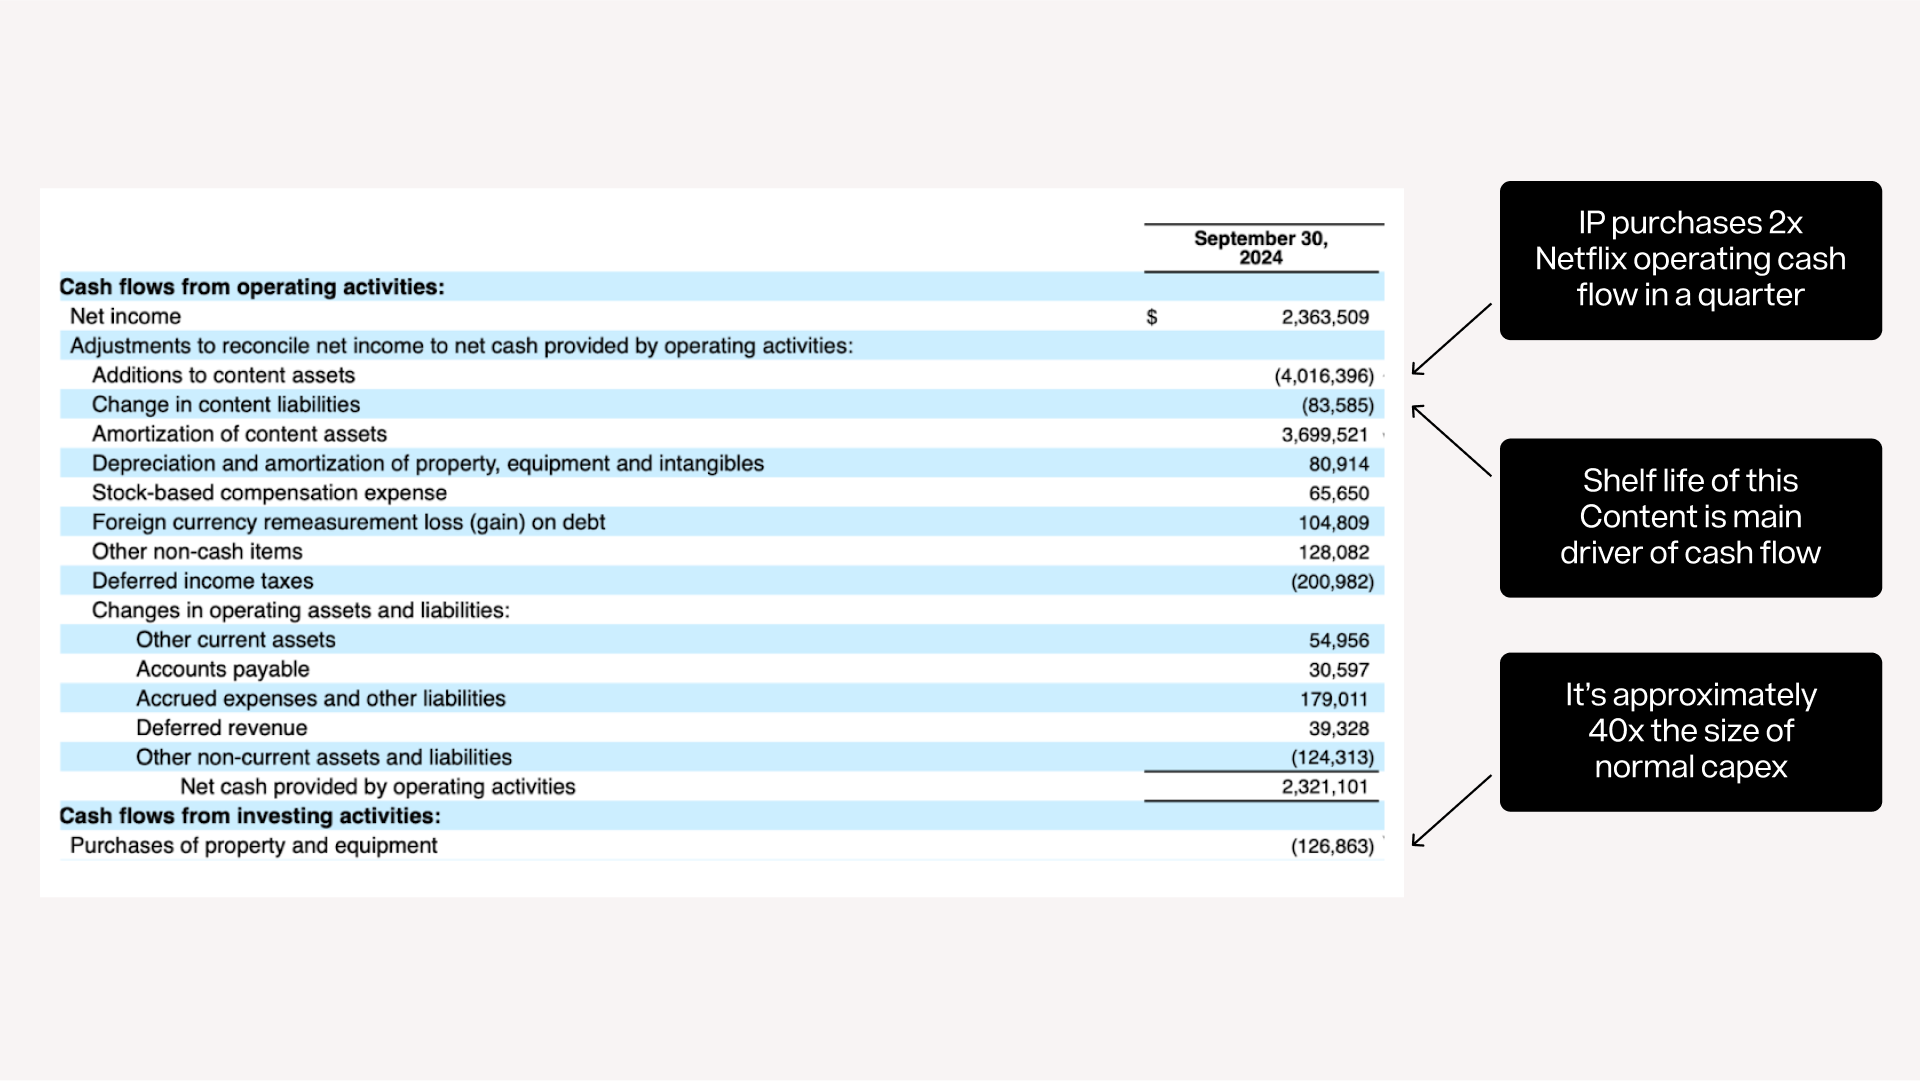 September 30,
2024
Cash flows from operating activities:
Net income $ 2,363,509
Adjustments to reconcile net income to net cash provided by operating activities:
Additions to content assets (4,016,396)
Change in content liabilities (83,585)
Amortization of content assets 3,699,521
Depreciation and amortization of property, equipment and intangibles 80,914
Stock-based compensation expense 65,650
Foreign currency remeasurement loss (gain) on debt 104,809
Other non-cash items 128,082
Deferred income taxes (200,982)
Changes in operating assets and liabilities:
Other current assets 54,956
Accounts payable 30,597
Accrued expenses and other liabilities 179,011
Deferred revenue 39,328
Other non-current assets and liabilities (124,313)
Net cash provided by operating activities 2,321,101
Cash flows from investing activities:
Purchases of property and equipment (126,863)
IP purchases 2x
Netflix operating cash
flow in a quarter
Shelf life of this
Content is main
driver of cash flow
It's approximately
40x the size of
normal capex